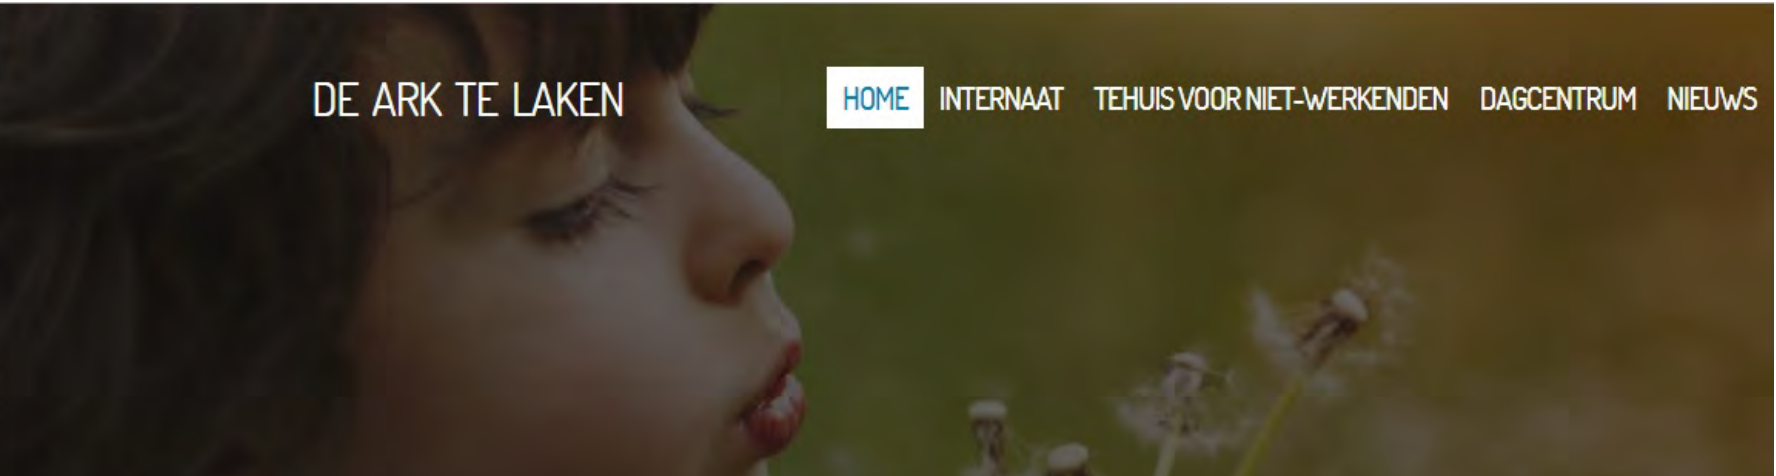 DE ARK TE LAKEN
HOME INTERNAAT TEHUIS VOOR NIET-WERKENDEN DAGCENTRUM NIEUWS